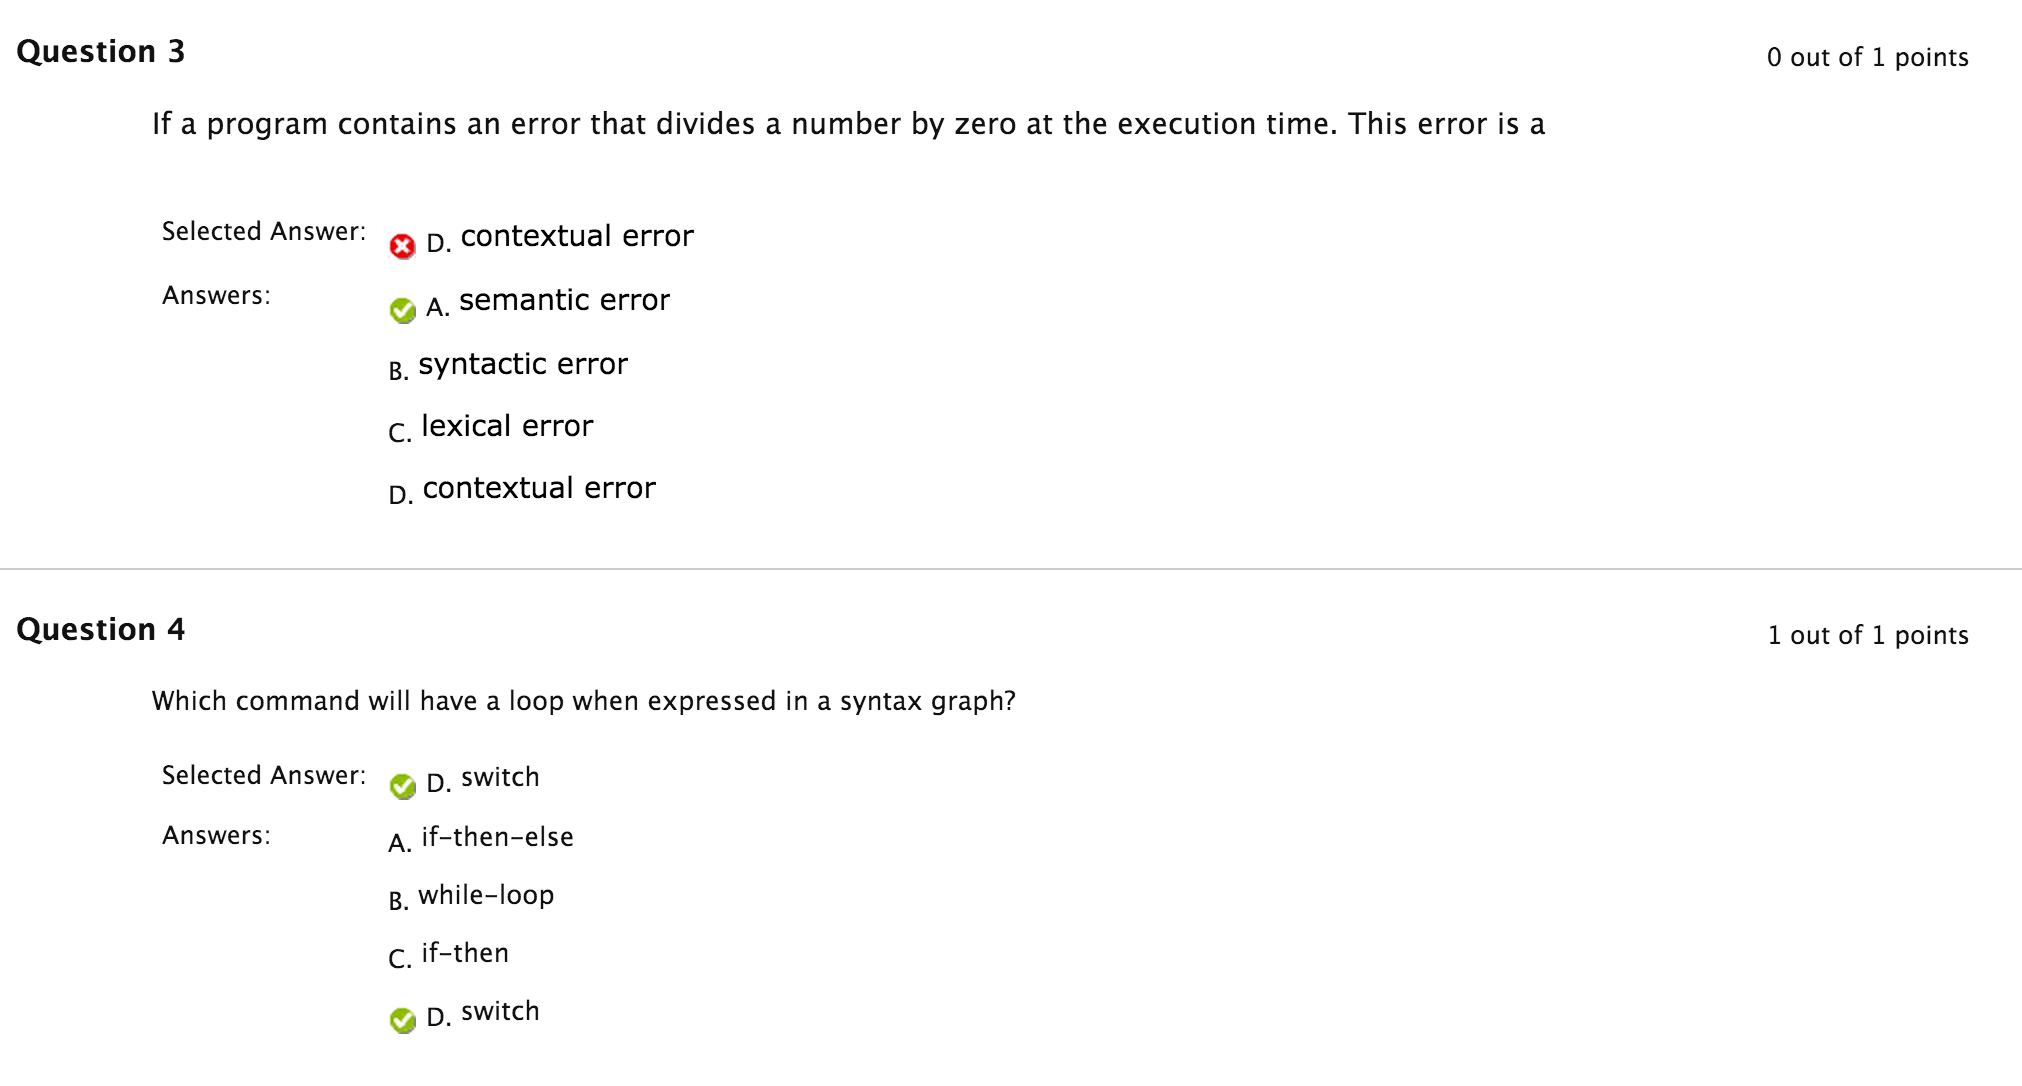 Question 3
0 out of 1 points
If a program contains an error that divides a number by zero at the execution time. This error is a
Selected Answer: D. contextual error
Answers: A. semantic error
B. syntactic error
C. lexical error
D. contextual error
Question 4
1 out of 1 points
Which command will have a loop when expressed in a syntax graph?
Selected Answer: D. switch
Answers: A. if-then-else
B. while-loop
C. if-then
D. switch